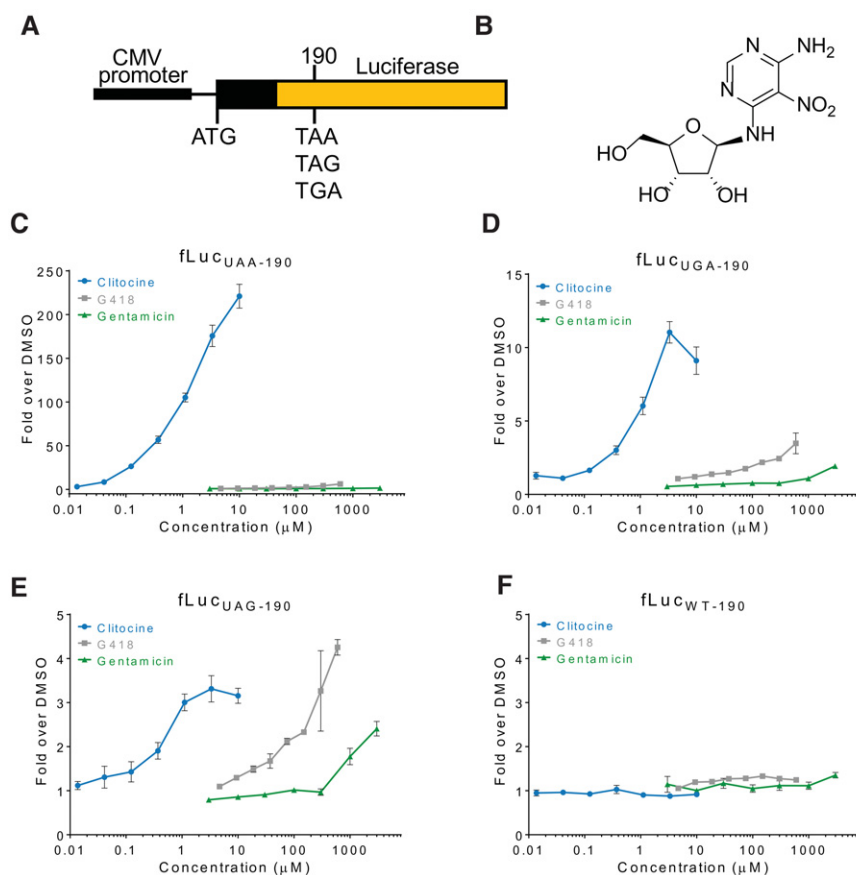 A
CMV
promoter
190
Luciferase
ATG
TAA
TAG
TGA
B
N
NH₂
N
NO₂
O
NH
HO
HO
OH
C
fLuc_UAA-190
Clitocine
G418
Gentamicin
Fold over DMSO
250
200
150
100
50
0
0.01 0.1 1 10 100 1000
Concentration (μM)
D
fLuc_UGA-190
Clitocine
G418
Gentamicin
Fold over DMSO
15
10
5
0
0.01 0.1 1 10 100 1000
Concentration (μM)
E
fLuc_UAG-190
Clitocine
G418
Gentamicin
Fold over DMSO
5
4
3
2
1
0
0.01 0.1 1 10 100 1000
Concentration (μM)
F
fLuc_WT-190
Clitocine
G418
Gentamicin
Fold over DMSO
5
4
3
2
1
0
0.01 0.1 1 10 100 1000
Concentration (μM)